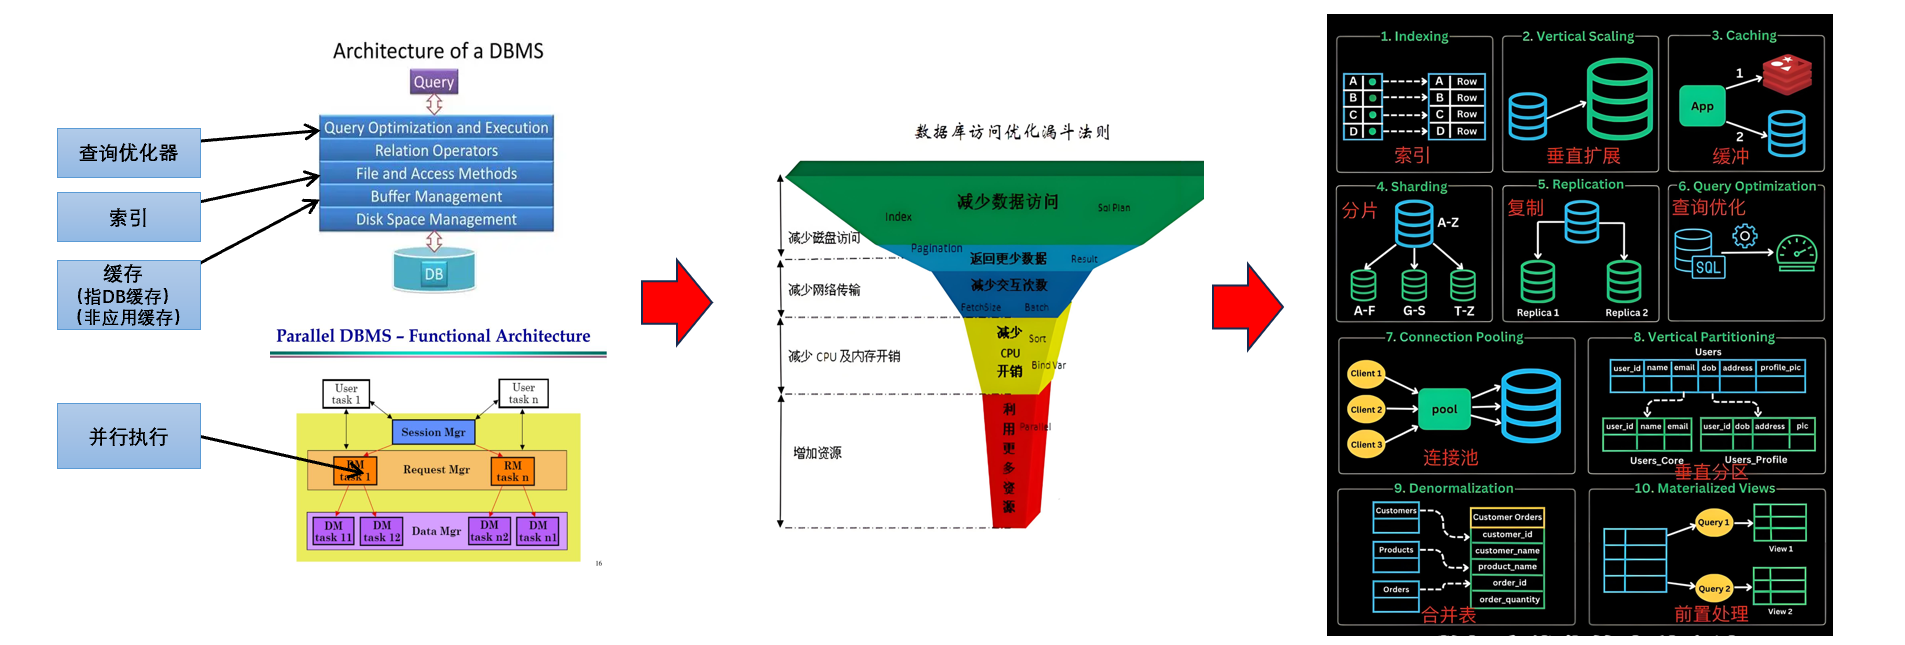 Architecture of a DBMS
Query
Query Optimization and Execution
Relation Operators
File and Access Methods
Buffer Management
Disk Space Management
DB
查询优化器
索引
缓存
（指DB缓存）
（非应用缓存）
Parallel DBMS – Functional Architecture
User
task 1
User
task n
Session Mgr
RM
task 1
Request Mgr
RM
task n
DM
task 11
DM
task 12
Data Mgr
DM
task n2
DM
task n1
16
并行执行
数据库访问优化漏斗法则
减少数据访问
Index
Sql Plan
减少磁盘访问
Pagination
返回更少数据
Result
减少交互次数
减少网络传输
FetchSize
Batch
减少
CPU
开销
Sort
Bind Var
减少 CPU 及内存开销
利
用
更
多
资
源
Parallel
增加资源
1. Indexing
A
B
C
D
A Row
B Row
C Row
D Row
索引
2. Vertical Scaling
垂直扩展
3. Caching
App
1
2
缓冲
4. Sharding
分片
A-Z
A-F
G-S
T-Z
5. Replication
复制
Replica 1
Replica 2
6. Query Optimization
查询优化
SQL
7. Connection Pooling
Client 1
Client 2
Client 3
pool
连接池
8. Vertical Partitioning
Users
user_id name email dob address profile_pic
user_id name email
user_id dob address pic
Users_Core
Users_Profile
垂直分区
9. Denormalization
Customers
Products
Orders
Customer Orders
customer_id
customer_name
product_name
order_id
order_quantity
合并表
10. Materialized Views
Query 1
View 1
Query 2
View 2
前置处理